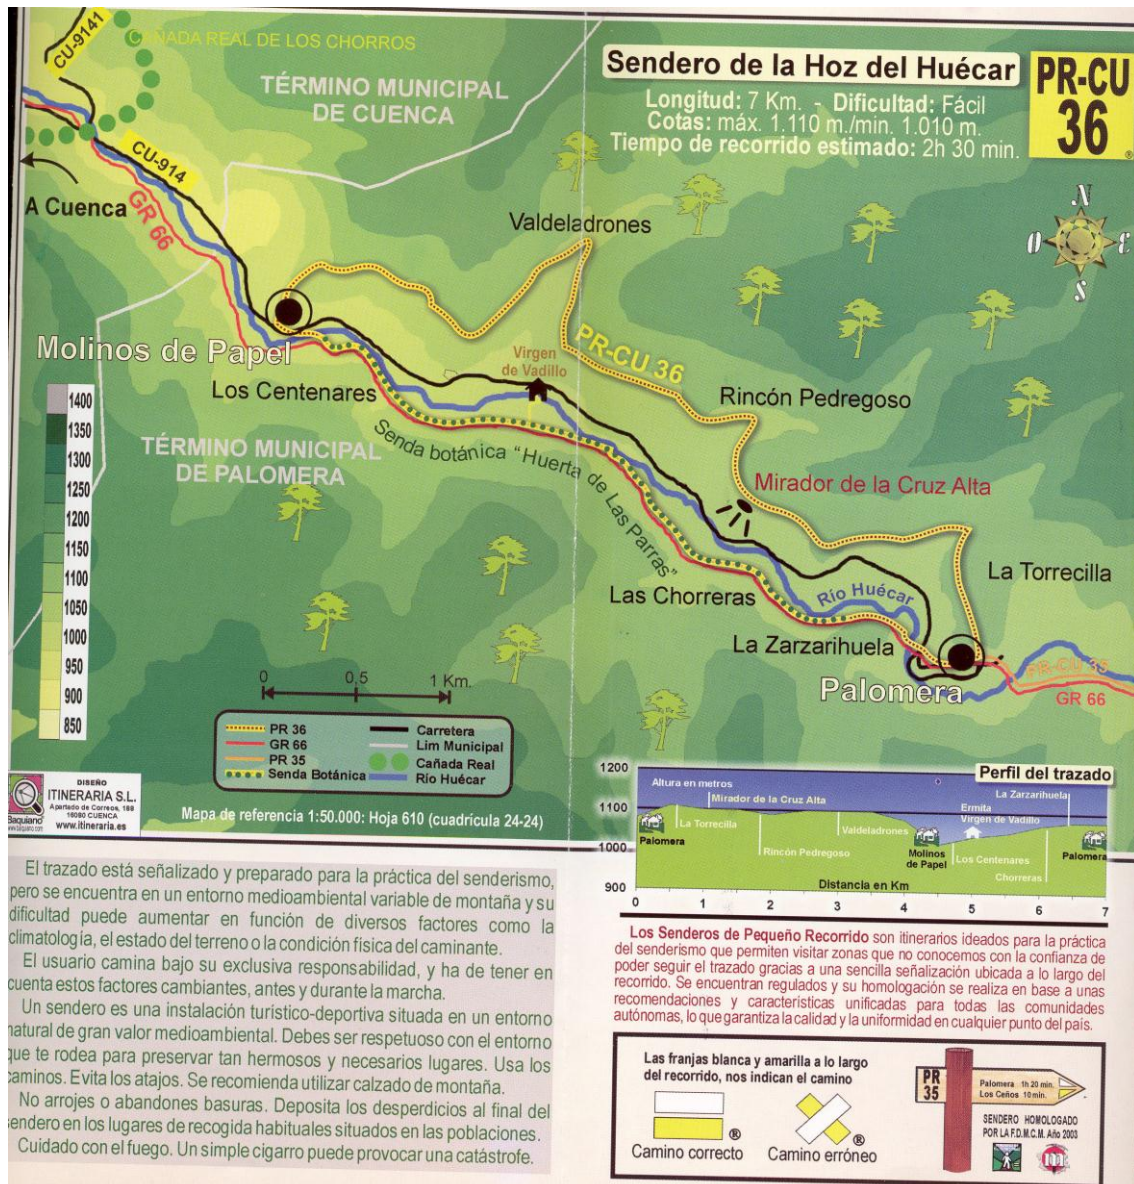 CU-9141
CAÑADA REAL DE LOS CHORROS
TÉRMINO MUNICIPAL
DE CUENCA
Sendero de la Hoz del Huécar
PR-CU
36
Longitud: 7 Km. - Dificultad: Fácil
Cotas: máx. 1.110 m./min. 1.010 m.
Tiempo de recorrido estimado: 2h 30 min.
CU-914
A Cuenca
GR 66
Valdeladrones
N
O
E
S
Molinos de Papel
Virgen
de Vadillo
PR-CU 36
Los Centenares
Rincón Pedregoso
TÉRMINO MUNICIPAL
DE PALOMERA
Senda botánica "Huerta de Las Parras"
Mirador de la Cruz Alta
La Torrecilla
Las Chorreras
Río Huécar
La Zarzarihuela
Palomera
PR-CU 35
GR 66
1400
1350
1300
1250
1200
1150
1100
1050
1000
950
900
850
0 0,5 1 Km.
PR 36
GR 66
PR 35
Senda Botánica
Carretera
Lim Municipal
Cañada Real
Río Huécar
DISEÑO
ITINERARIA S.L.
Apartado de Correos, 188
16080 CUENCA
www.itineraria.es
Baquiano
www.baquiano.com
Mapa de referencia 1:50.000: Hoja 610 (cuadrícula 24-24)
Perfil del trazado
1200
1100
1000
900
Altura en metros
Mirador de la Cruz Alta
La Zarzarihuela
Ermita
Virgen de Vadillo
La Torrecilla
Valdeladrones
Palomera
Rincón Pedregoso
Molinos
de Papel
Los Centenares
Palomera
Chorreras
Distancia en Km
0 1 2 3 4 5 6 7
El trazado está señalizado y preparado para la práctica del senderismo,
pero se encuentra en un entorno medioambiental variable de montaña y su
dificultad puede aumentar en función de diversos factores como la
climatología, el estado del terreno o la condición física del caminante.
El usuario camina bajo su exclusiva responsabilidad, y ha de tener en
cuenta estos factores cambiantes, antes y durante la marcha.
Un sendero es una instalación turístico-deportiva situada en un entorno
natural de gran valor medioambiental. Debes ser respetuoso con el entorno
que te rodea para preservar tan hermosos y necesarios lugares. Usa los
caminos. Evita los atajos. Se recomienda utilizar calzado de montaña.
No arrojes o abandones basuras. Deposita los desperdicios al final del
sendero en los lugares de recogida habituales situados en las poblaciones.
Cuidado con el fuego. Un simple cigarro puede provocar una catástrofe.
Los Senderos de Pequeño Recorrido son itinerarios ideados para la práctica
del senderismo que permiten visitar zonas que no conocemos con la confianza de
poder seguir el trazado gracias a una sencilla señalización ubicada a lo largo del
recorrido. Se encuentran regulados y su homologación se realiza en base a unas
recomendaciones y características unificadas para todas las comunidades
autónomas, lo que garantiza la calidad y la uniformidad en cualquier punto del país.
Las franjas blanca y amarilla a lo largo
del recorrido, nos indican el camino
Camino correcto
Camino erróneo
PR
35
Palomera 1h 20 min.
Los Ceños 10 min.
SENDERO HOMOLOGADO
POR LA F.D.M.C.M. Año 2003